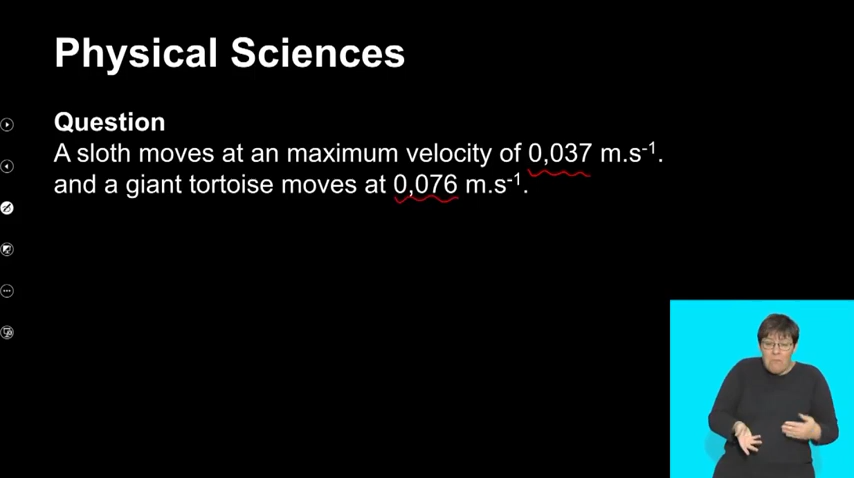 Physical Sciences
Question
A sloth moves at an maximum velocity of 0,037 m.s⁻¹.
and a giant tortoise moves at 0,076 m.s⁻¹.